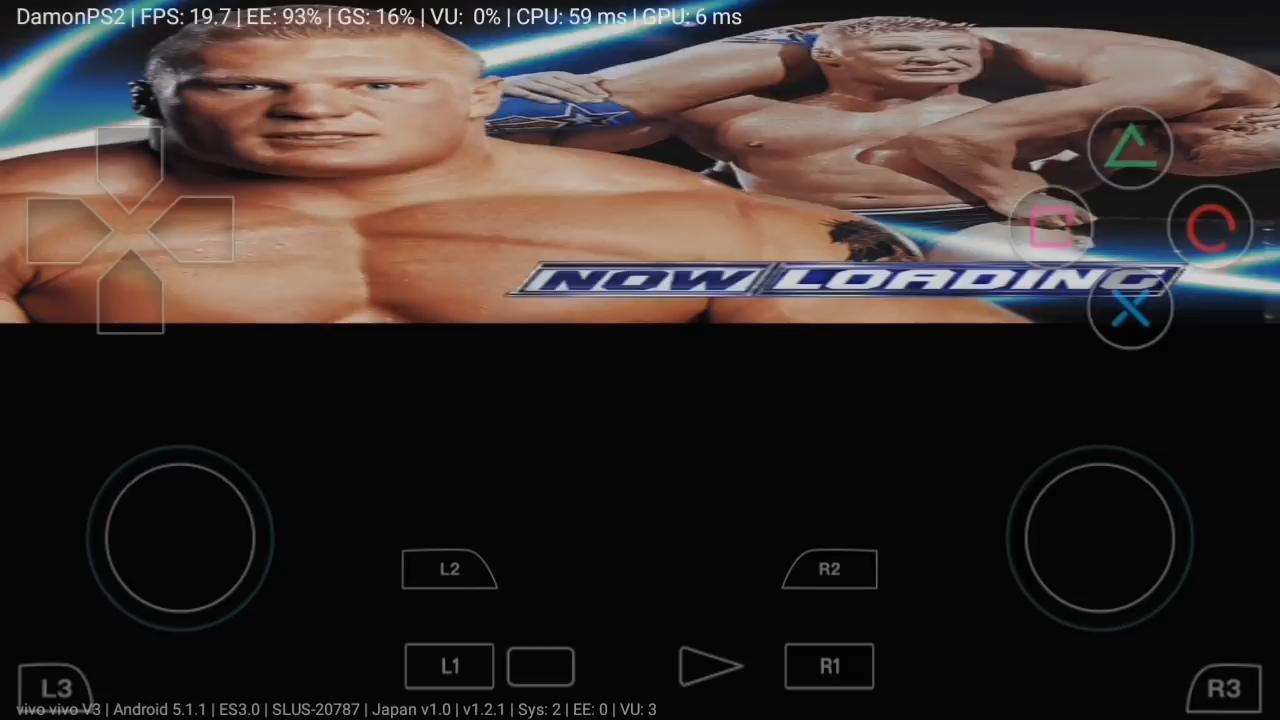 DamonPS2 | FPS: 19.7 | EE: 93% | GS: 16% | VU: 0% | CPU: 59 ms | GPU: 6 ms
NOW LOADING
L2
R2
L1
R1
L3
R3
vivo vivo V3 | Android 5.1.1 | ES3.0 | SLUS-20787 | Japan v1.0 | v1.2.1 | Sys: 2 | EE: 0 | VU: 3